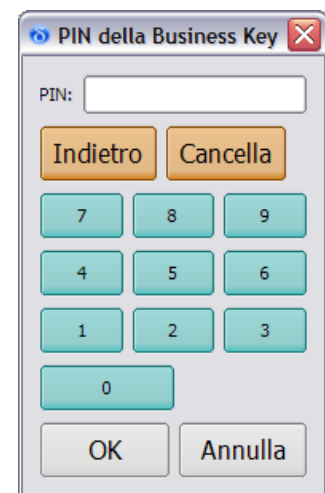 PIN della Business Key
PIN:
Indietro Cancella
7 8 9
4 5 6
1 2 3
0
OK Annulla